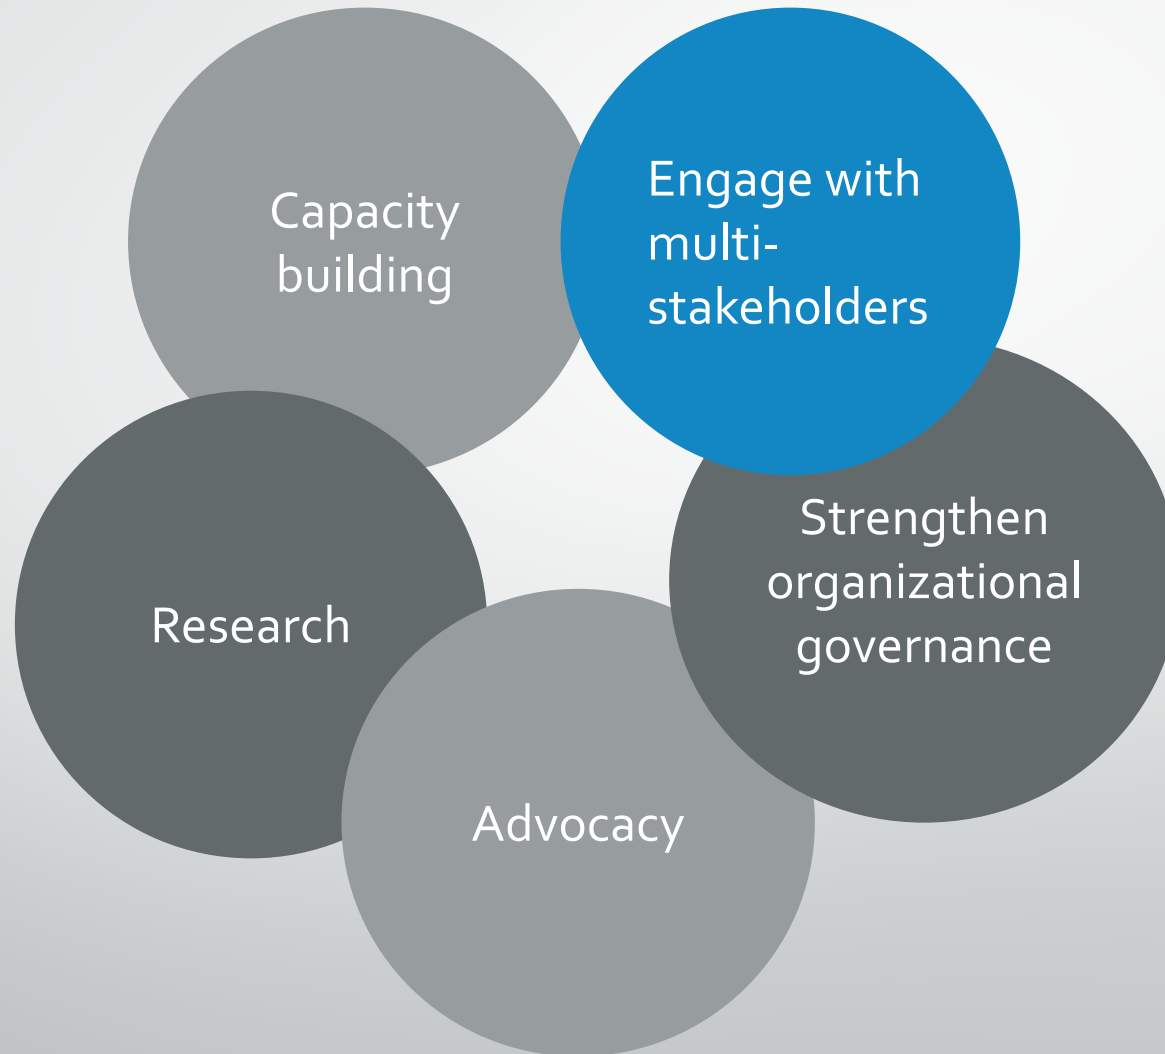 Capacity
building
Engage with
multi-
stakeholders
Strengthen
organizational
governance
Research
Advocacy